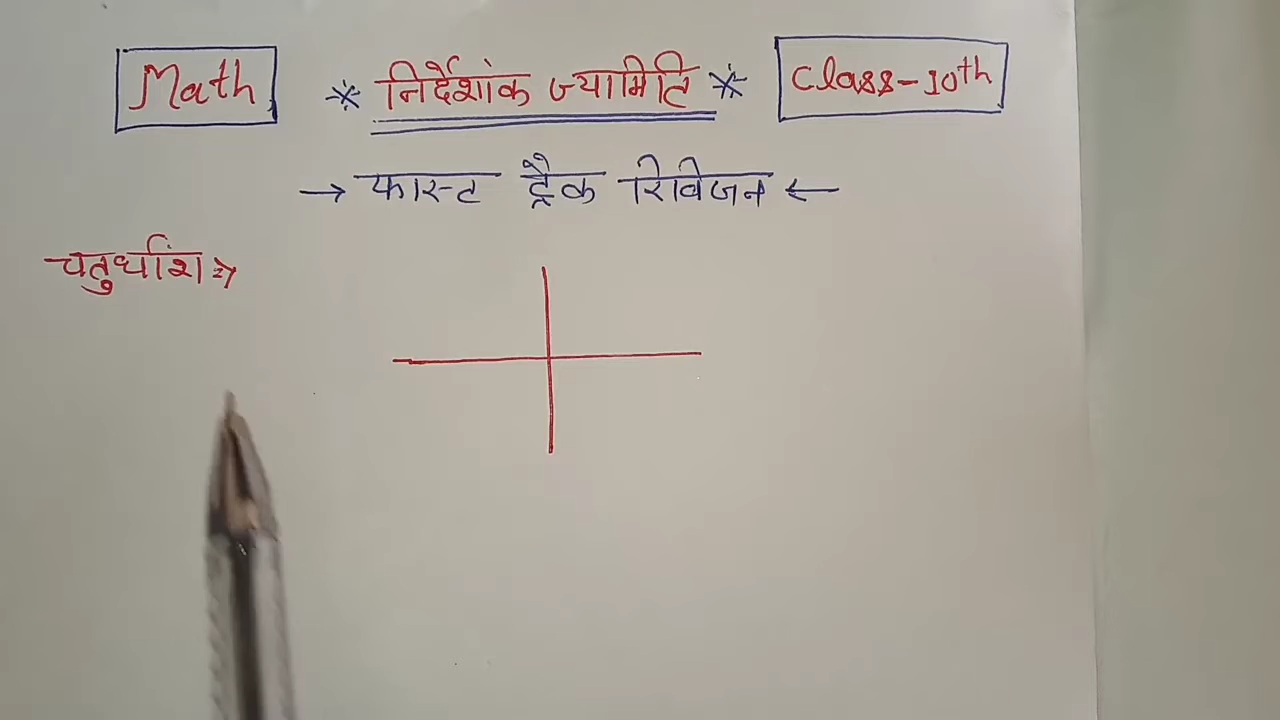 Math * निर्देशांक ज्यामिति * Class-10th
→ फास्ट ट्रैक रिविजन ←
चतुर्थांश ⇒